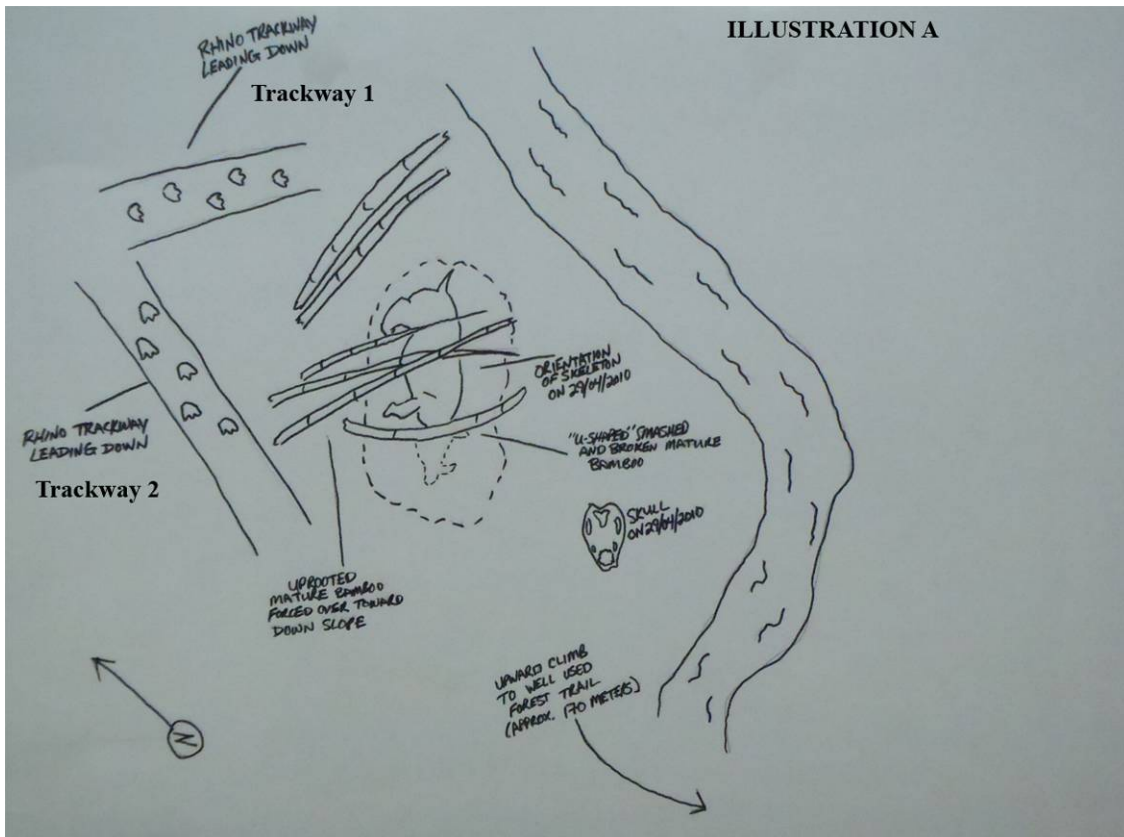 ILLUSTRATION A
RHINO TRACKWAY
LEADING DOWN
Trackway 1
ORIENTATION
OF SKELETON
ON 29/04/2010
RHINO TRACKWAY
LEADING DOWN
Trackway 2
"U-SHAPED" SMASHED
AND BROKEN MATURE
BAMBOO
SKULL
ON 29/04/2010
UPROOTED
MATURE BAMBOO
FORCED OVER TOWARD
DOWN SLOPE
UPWARD CLIMB
TO WELL USED
FOREST TRAIL
(APPROX. 170 METERS)
N